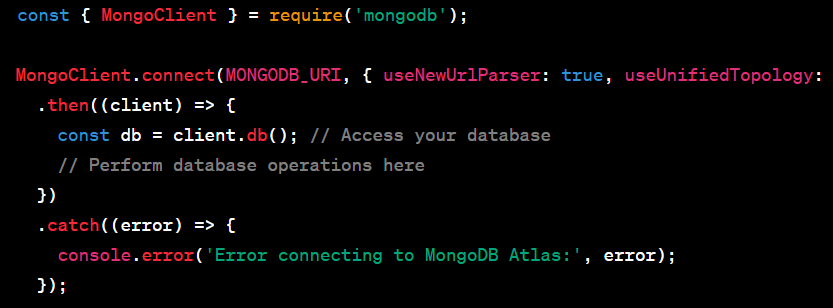 const { MongoClient } = require('mongodb');
MongoClient.connect(MONGODB_URI, { useNewUrlParser: true, useUnifiedTopology:
.then((client) => {
const db = client.db(); // Access your database
// Perform database operations here
})
.catch((error) => {
console.error('Error connecting to MongoDB Atlas:', error);
});